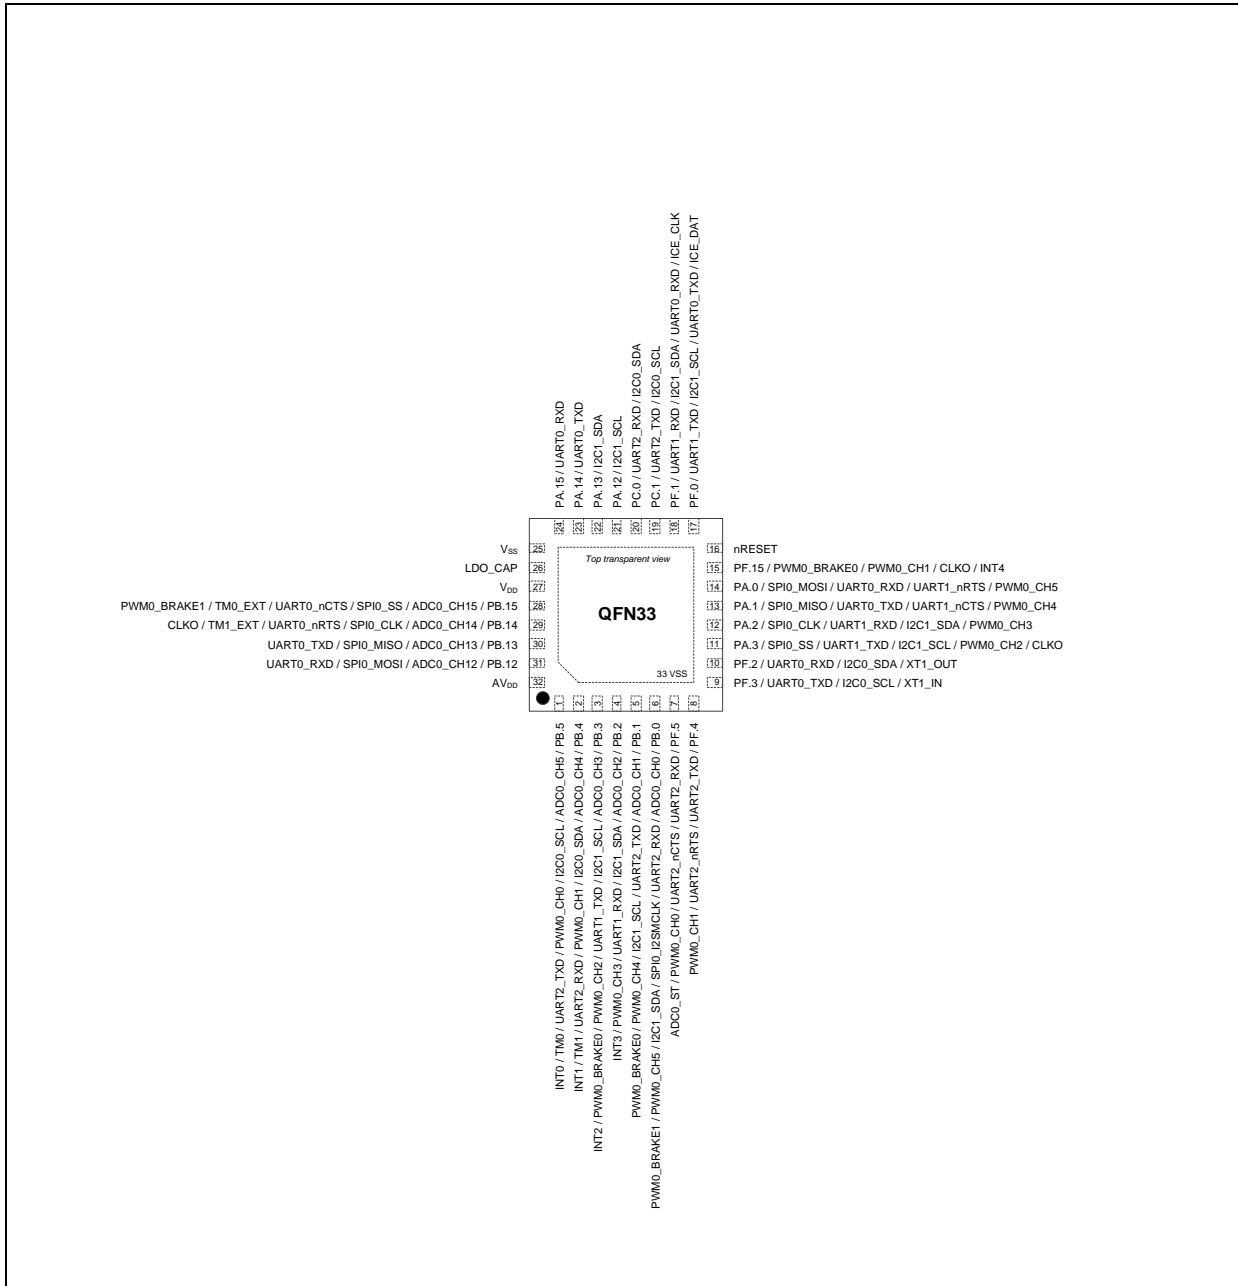 PA.15 / UART0_RXD
PA.14 / UART0_TXD
PA.13 / I2C1_SDA
PA.12 / I2C1_SCL
PC.0 / UART2_RXD / I2C0_SDA
PC.1 / UART2_TXD / I2C0_SCL
PF.1 / UART1_RXD / I2C1_SDA / UART0_RXD / ICE_CLK
PF.0 / UART1_TXD / I2C1_SCL / UART0_TXD / ICE_DAT
24
23
22
21
20
19
18
17
VSS 25
LDO_CAP 26
VDD 27
PWM0_BRAKE1 / TM0_EXT / UART0_nCTS / SPI0_SS / ADC0_CH15 / PB.15 28
CLKO / TM1_EXT / UART0_nRTS / SPI0_CLK / ADC0_CH14 / PB.14 29
UART0_TXD / SPI0_MISO / ADC0_CH13 / PB.13 30
UART0_RXD / SPI0_MOSI / ADC0_CH12 / PB.12 31
AVDD 32
Top transparent view
QFN33
33 VSS
16 nRESET
15 PF.15 / PWM0_BRAKE0 / PWM0_CH1 / CLKO / INT4
14 PA.0 / SPI0_MOSI / UART0_RXD / UART1_nRTS / PWM0_CH5
13 PA.1 / SPI0_MISO / UART0_TXD / UART1_nCTS / PWM0_CH4
12 PA.2 / SPI0_CLK / UART1_RXD / I2C1_SDA / PWM0_CH3
11 PA.3 / SPI0_SS / UART1_TXD / I2C1_SCL / PWM0_CH2 / CLKO
10 PF.2 / UART0_RXD / I2C0_SDA / XT1_OUT
9 PF.3 / UART0_TXD / I2C0_SCL / XT1_IN
1
2
3
4
5
6
7
8
INT0 / TM0 / UART2_TXD / PWM0_CH0 / I2C0_SCL / ADC0_CH5 / PB.5
INT1 / TM1 / UART2_RXD / PWM0_CH1 / I2C0_SDA / ADC0_CH4 / PB.4
INT2 / PWM0_BRAKE0 / PWM0_CH2 / UART1_TXD / I2C1_SCL / ADC0_CH3 / PB.3
INT3 / PWM0_CH3 / UART1_RXD / I2C1_SDA / ADC0_CH2 / PB.2
PWM0_BRAKE0 / PWM0_CH4 / I2C1_SCL / UART2_TXD / ADC0_CH1 / PB.1
PWM0_BRAKE1 / PWM0_CH5 / I2C1_SDA / SPI0_I2SMCLK / UART2_RXD / ADC0_CH0 / PB.0
ADC0_ST / PWM0_CH0 / UART2_nCTS / UART2_RXD / PF.5
PWM0_CH1 / UART2_nRTS / UART2_TXD / PF.4